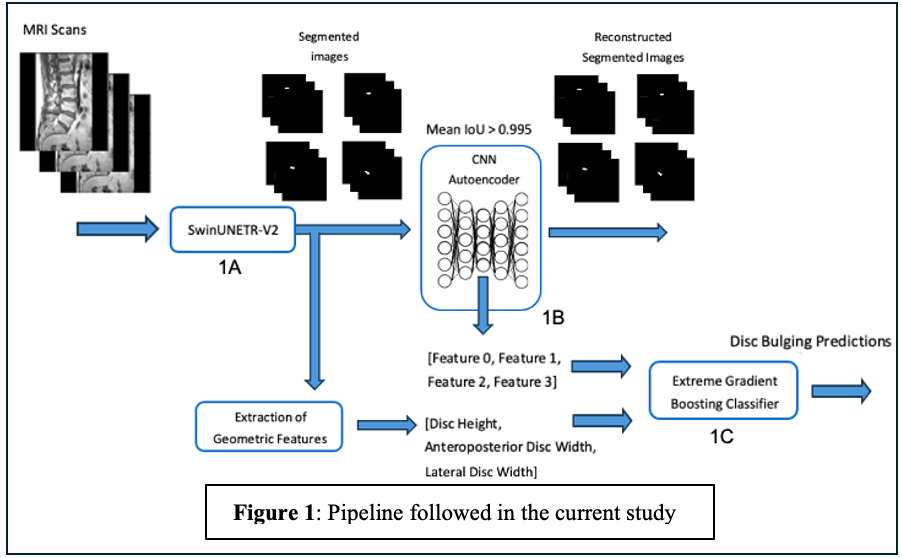 MRI Scans
Segmented
images
Reconstructed
Segmented Images
Mean IoU > 0.995
CNN
Autoencoder
SwinUNETR-V2
1A
1B
[Feature 0, Feature 1,
Feature 2, Feature 3]
Disc Bulging Predictions
Extreme Gradient
Boosting Classifier
1C
Extraction of
Geometric Features
[Disc Height,
Anteroposterior Disc Width,
Lateral Disc Width]
Figure 1: Pipeline followed in the current study